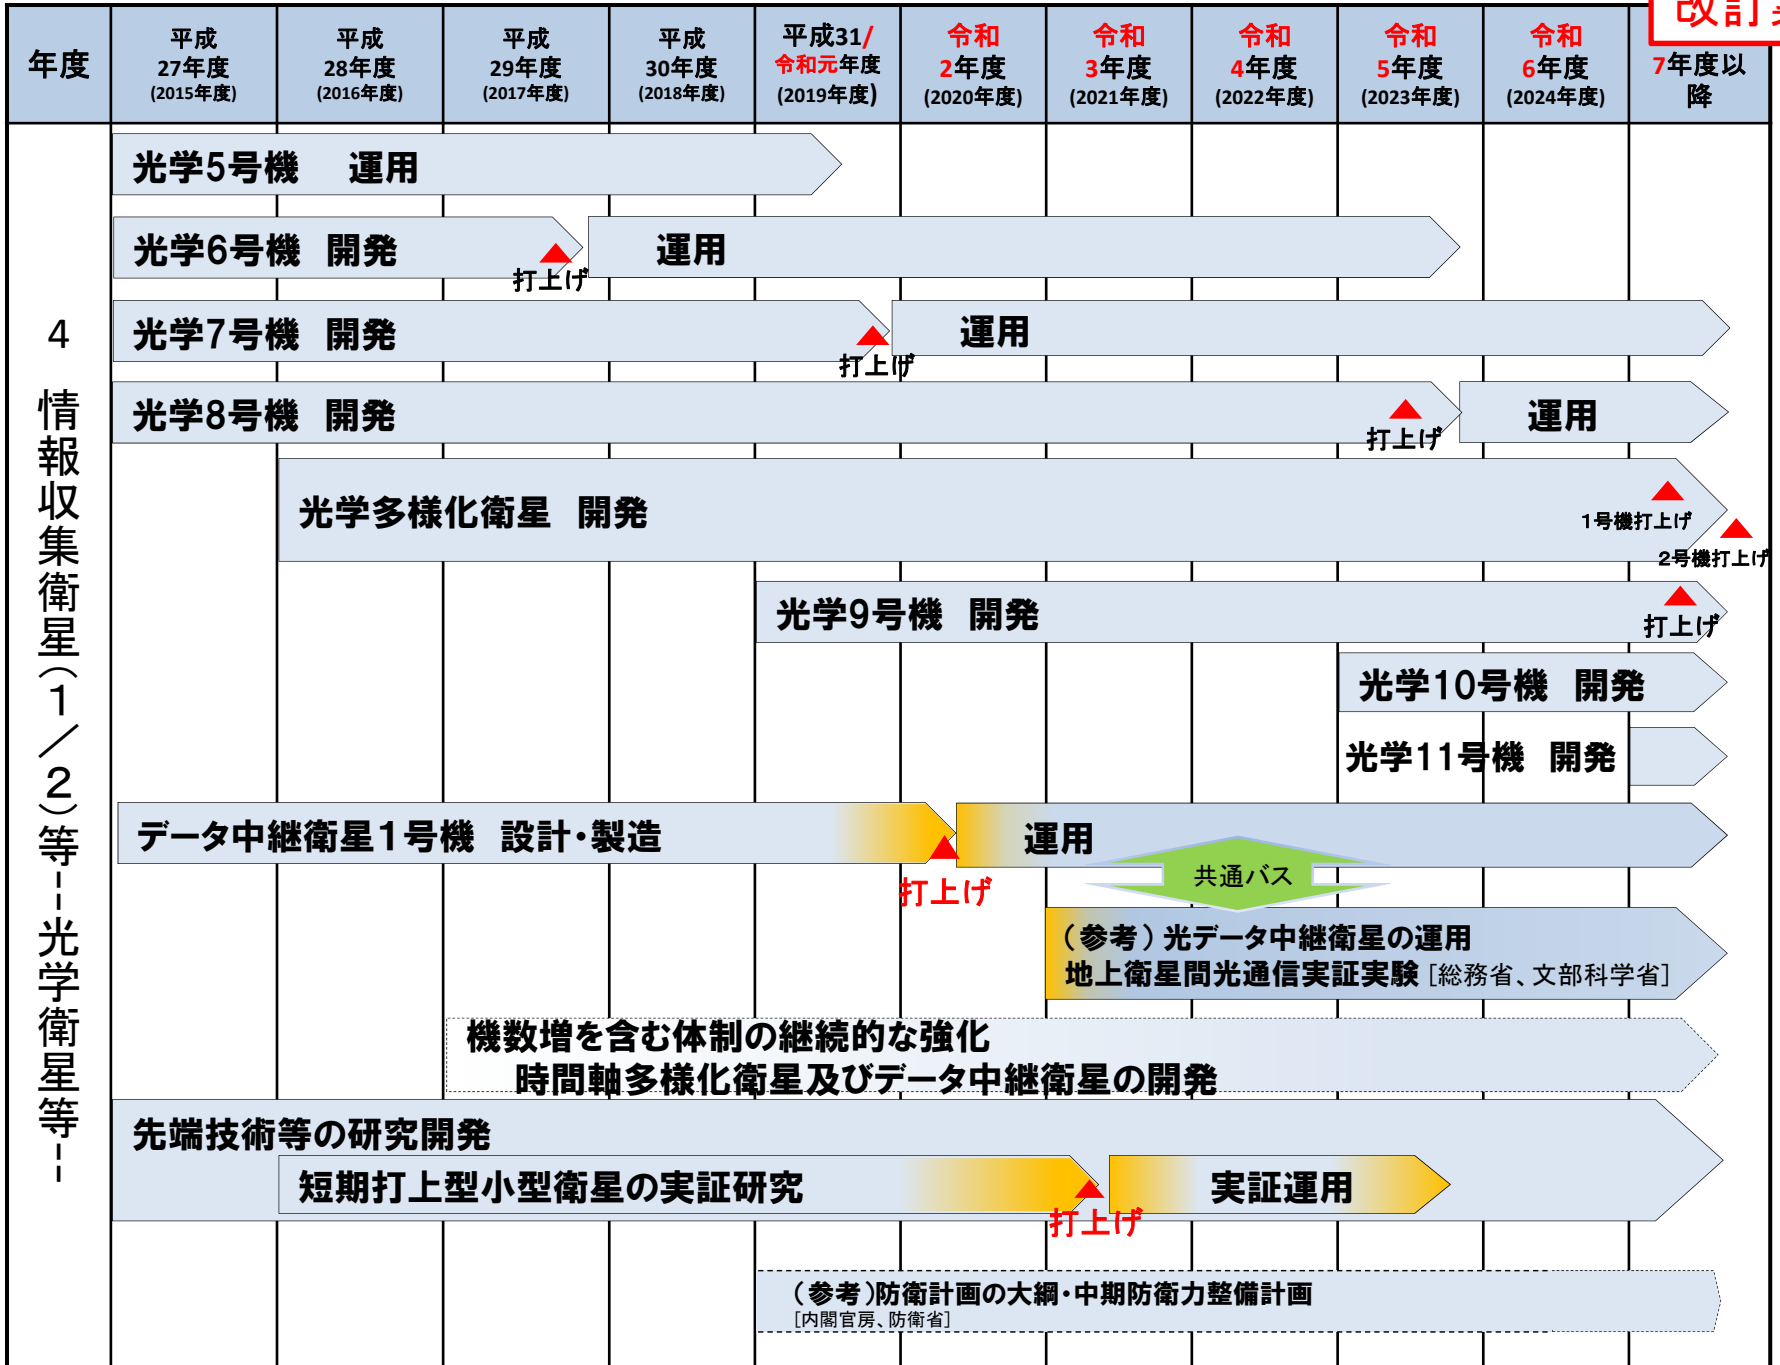 改訂
年度
平成
27年度
(2015年度)
平成
28年度
(2016年度)
平成
29年度
(2017年度)
平成
30年度
(2018年度)
平成31/
令和元年度
(2019年度)
令和
2年度
(2020年度)
令和
3年度
(2021年度)
令和
4年度
(2022年度)
令和
5年度
(2023年度)
令和
6年度
(2024年度)
7年度以
降
4 情報収集衛星(1/2)等--光学衛星等--
光学5号機 運用
光学6号機 開発
打上げ
運用
光学7号機 開発
打上げ
運用
光学8号機 開発
打上げ
運用
光学多様化衛星 開発
1号機打上げ
2号機打上げ
光学9号機 開発
打上げ
光学10号機 開発
光学11号機 開発
データ中継衛星1号機 設計・製造
打上げ
運用
共通バス
(参考)光データ中継衛星の運用
地上衛星間光通信実証実験 [総務省、文部科学省]
機数増を含む体制の継続的な強化
時間軸多様化衛星及びデータ中継衛星の開発
先端技術等の研究開発
短期打上型小型衛星の実証研究
打上げ
実証運用
(参考)防衛計画の大綱・中期防衛力整備計画
[内閣官房、防衛省]